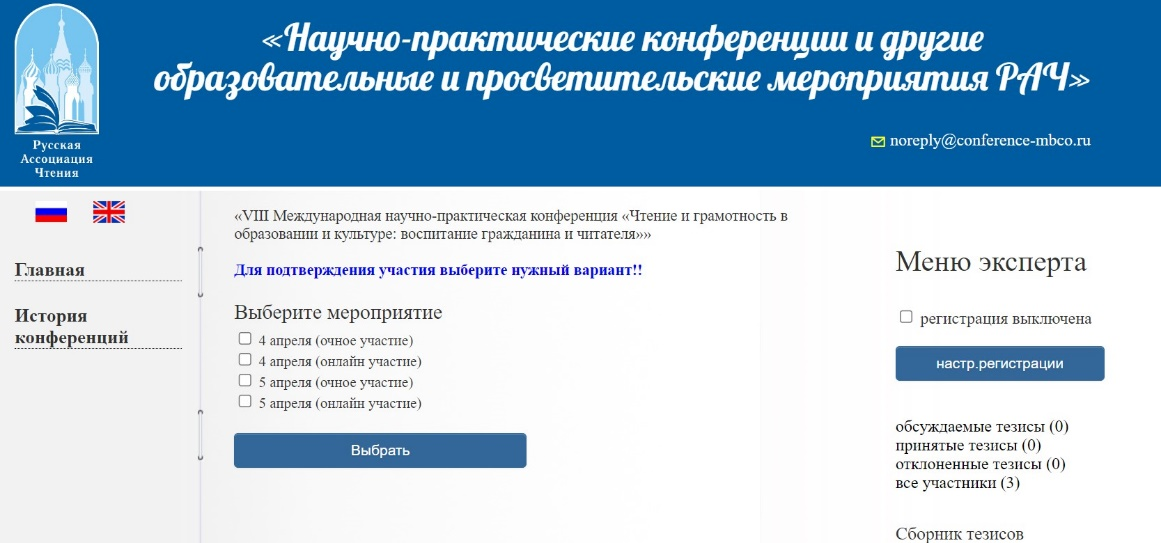 «Научно-практические конференции и другие
образовательные и просветительские мероприятия РАЧ»
Русская
Ассоциация
Чтения
noreply@conference-mbco.ru
Главная
История
конференций
«VIII Международная научно-практическая конференция «Чтение и грамотность в
образовании и культуре: воспитание гражданина и читателя»»
Для подтверждения участия выберите нужный вариант!!
Выберите мероприятие
4 апреля (очное участие)
4 апреля (онлайн участие)
5 апреля (очное участие)
5 апреля (онлайн участие)
Выбрать
Меню эксперта
регистрация выключена
настр.регистрации
обсуждаемые тезисы (0)
принятые тезисы (0)
отклоненные тезисы (0)
все участники (3)
Сборник тезисов